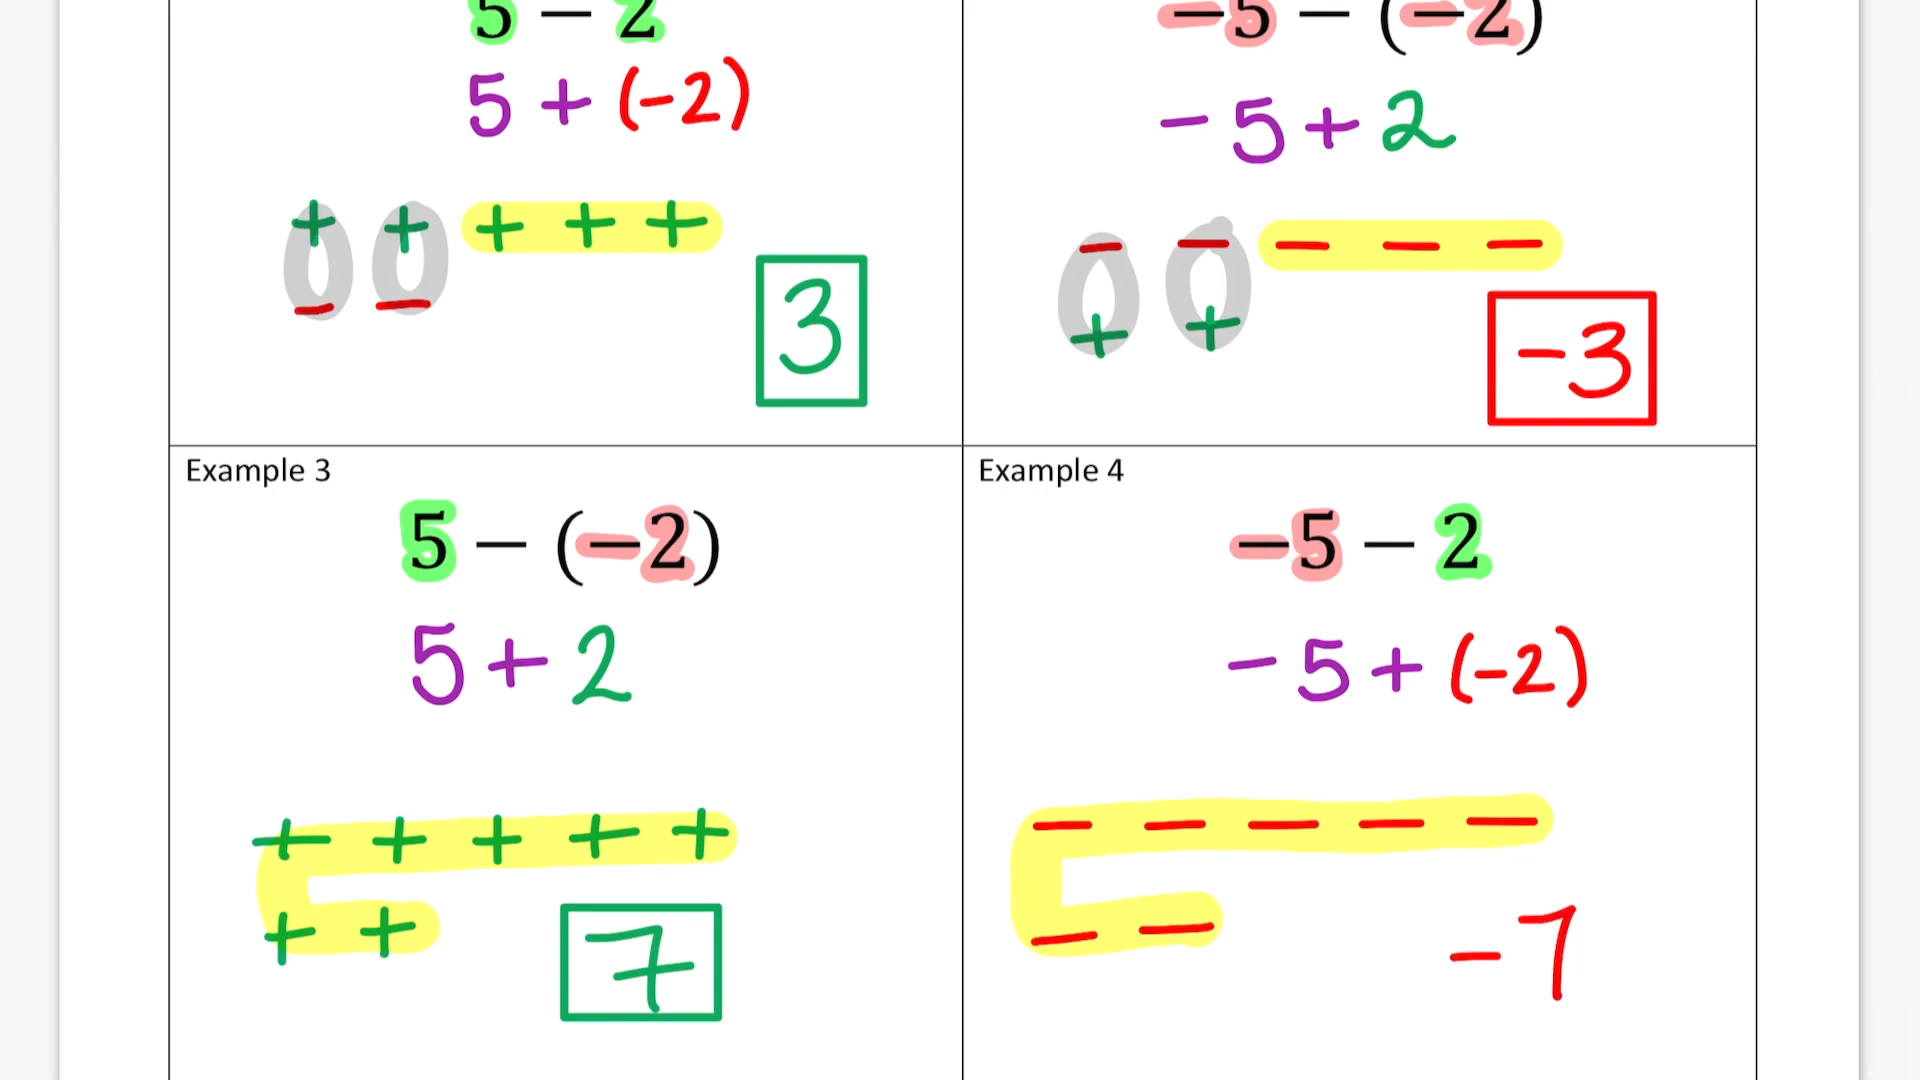 5 − 2
5 + (-2)
+ + + + +
− −
3
−5 − (−2)
- 5 + 2
− − − − −
+ +
-3
Example 3
5 − (−2)
5 + 2
+ + + + +
+ +
7
Example 4
−5 − 2
- 5 + (-2)
− − − − −
− −
-7